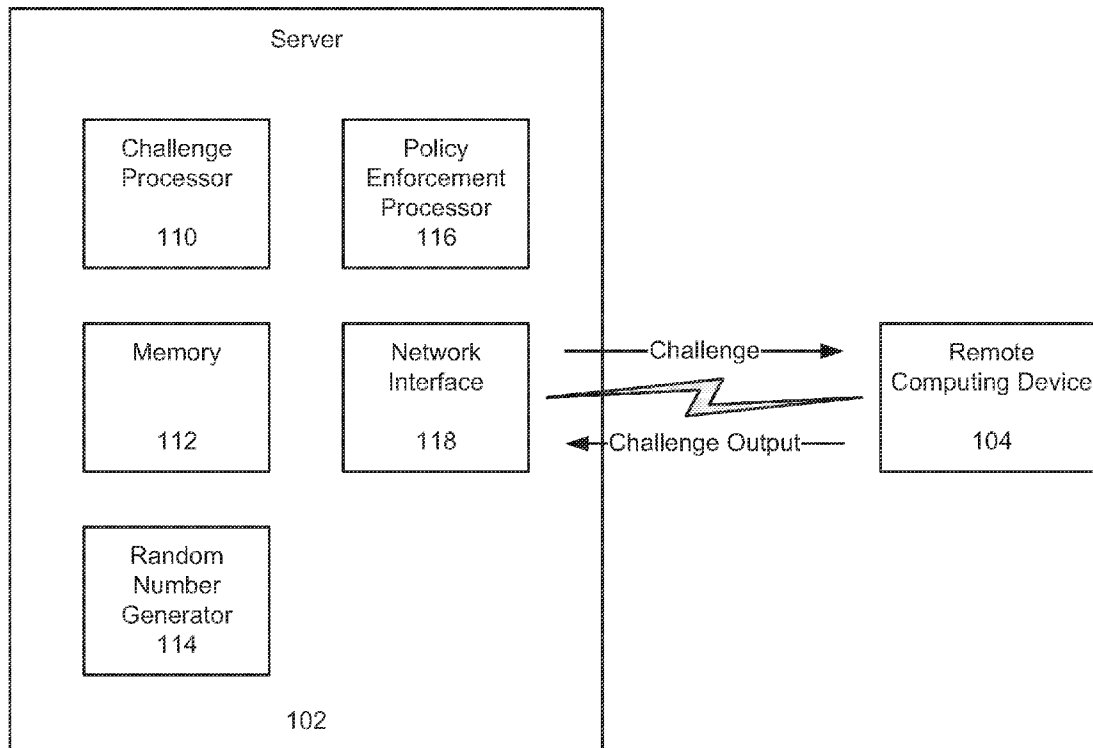 Server
Challenge
Processor
110
Policy
Enforcement
Processor
116
Memory
112
Network
Interface
118
Challenge
Challenge Output
Remote
Computing Device
104
Random
Number
Generator
114
102